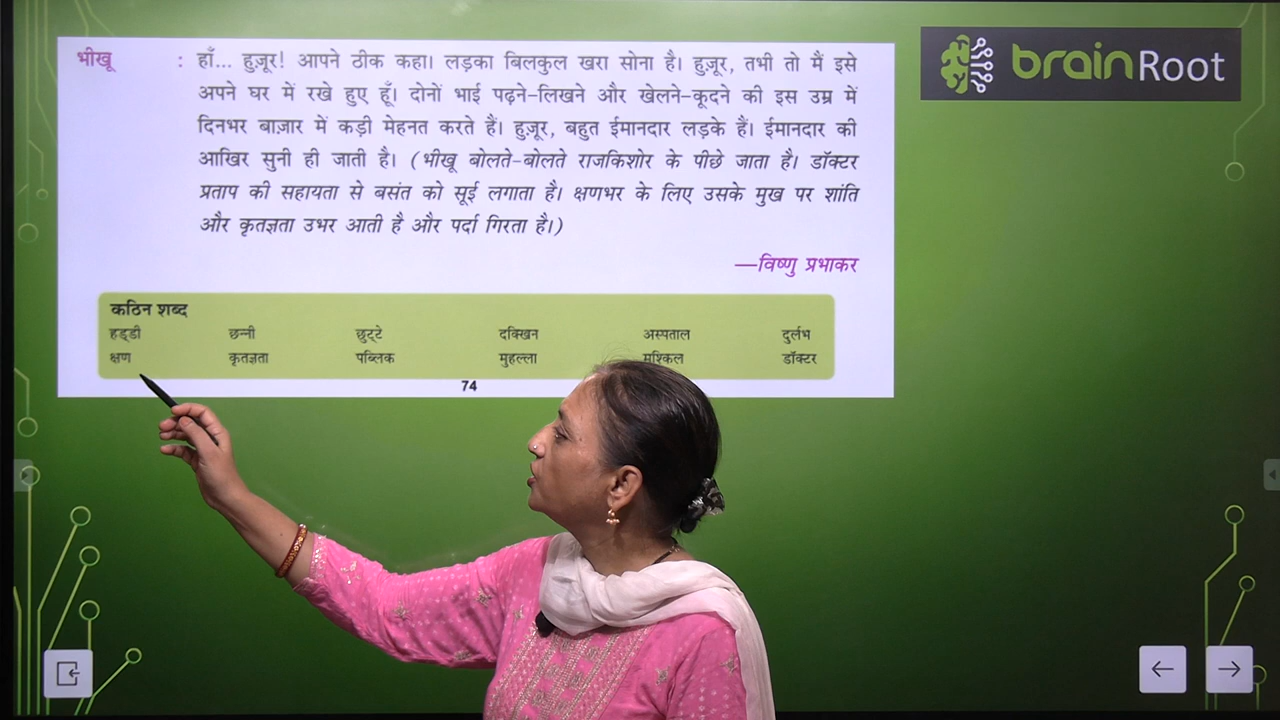 brainRoot
भीखू : हाँ... हुज़ूर! आपने ठीक कहा। लड़का बिलकुल खरा सोना है। हुज़ूर, तभी तो मैं इसे
अपने घर में रखे हुए हूँ। दोनों भाई पढ़ने-लिखने और खेलने-कूदने की इस उम्र में
दिनभर बाज़ार में कड़ी मेहनत करते हैं। हुज़ूर, बहुत ईमानदार लड़के हैं। ईमानदार की
आखिर सुनी ही जाती है। (भीखू बोलते-बोलते राजकिशोर के पीछे जाता है। डॉक्टर
प्रताप की सहायता से बसंत को सूई लगाता है। क्षणभर के लिए उसके मुख पर शांति
और कृतज्ञता उभर आती है और पर्दा गिरता है।)
—विष्णु प्रभाकर
कठिन शब्द
हड्डी छन्नी छुट्टे दक्खिन अस्पताल दुर्लभ
क्षण कृतज्ञता पब्लिक मुहल्ला मुश्किल डॉक्टर
74